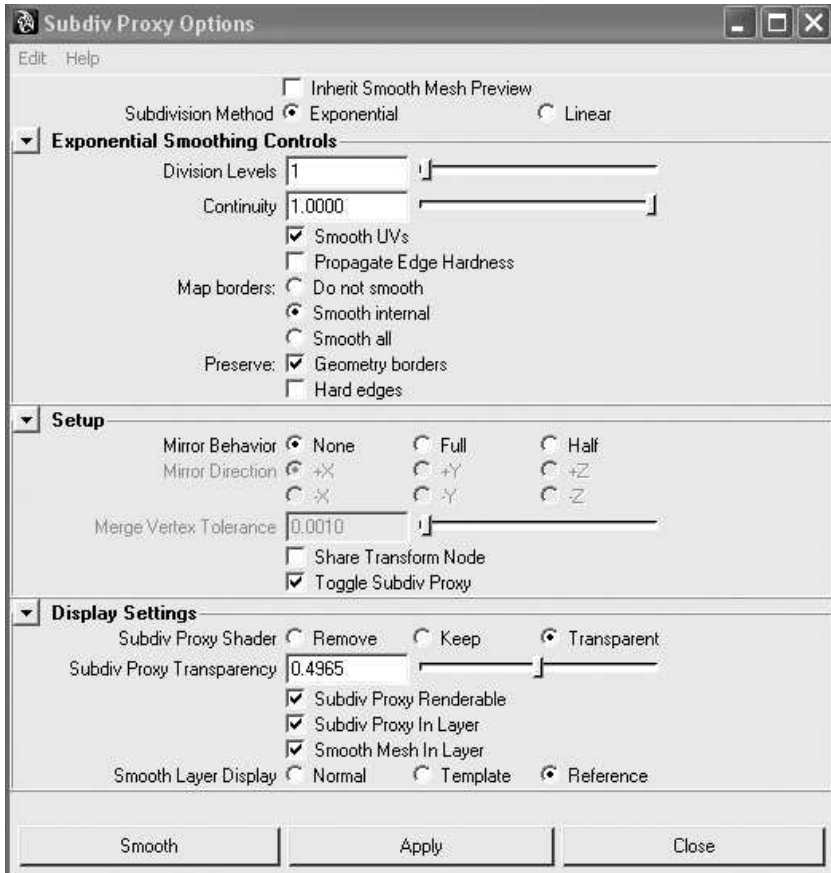 Subdiv Proxy Options
Edit Help
Inherit Smooth Mesh Preview
Subdivision Method Exponential Linear
Exponential Smoothing Controls
Division Levels 1
Continuity 1.0000
Smooth UVs
Propagate Edge Hardness
Map borders: Do not smooth
Smooth internal
Smooth all
Preserve: Geometry borders
Hard edges
Setup
Mirror Behavior None Full Half
Mirror Direction +X +Y +Z
-X -Y -Z
Merge Vertex Tolerance 0.0010
Share Transform Node
Toggle Subdiv Proxy
Display Settings
Subdiv Proxy Shader Remove Keep Transparent
Subdiv Proxy Transparency 0.4965
Subdiv Proxy Renderable
Subdiv Proxy In Layer
Smooth Mesh In Layer
Smooth Layer Display Normal Template Reference
Smooth Apply Close